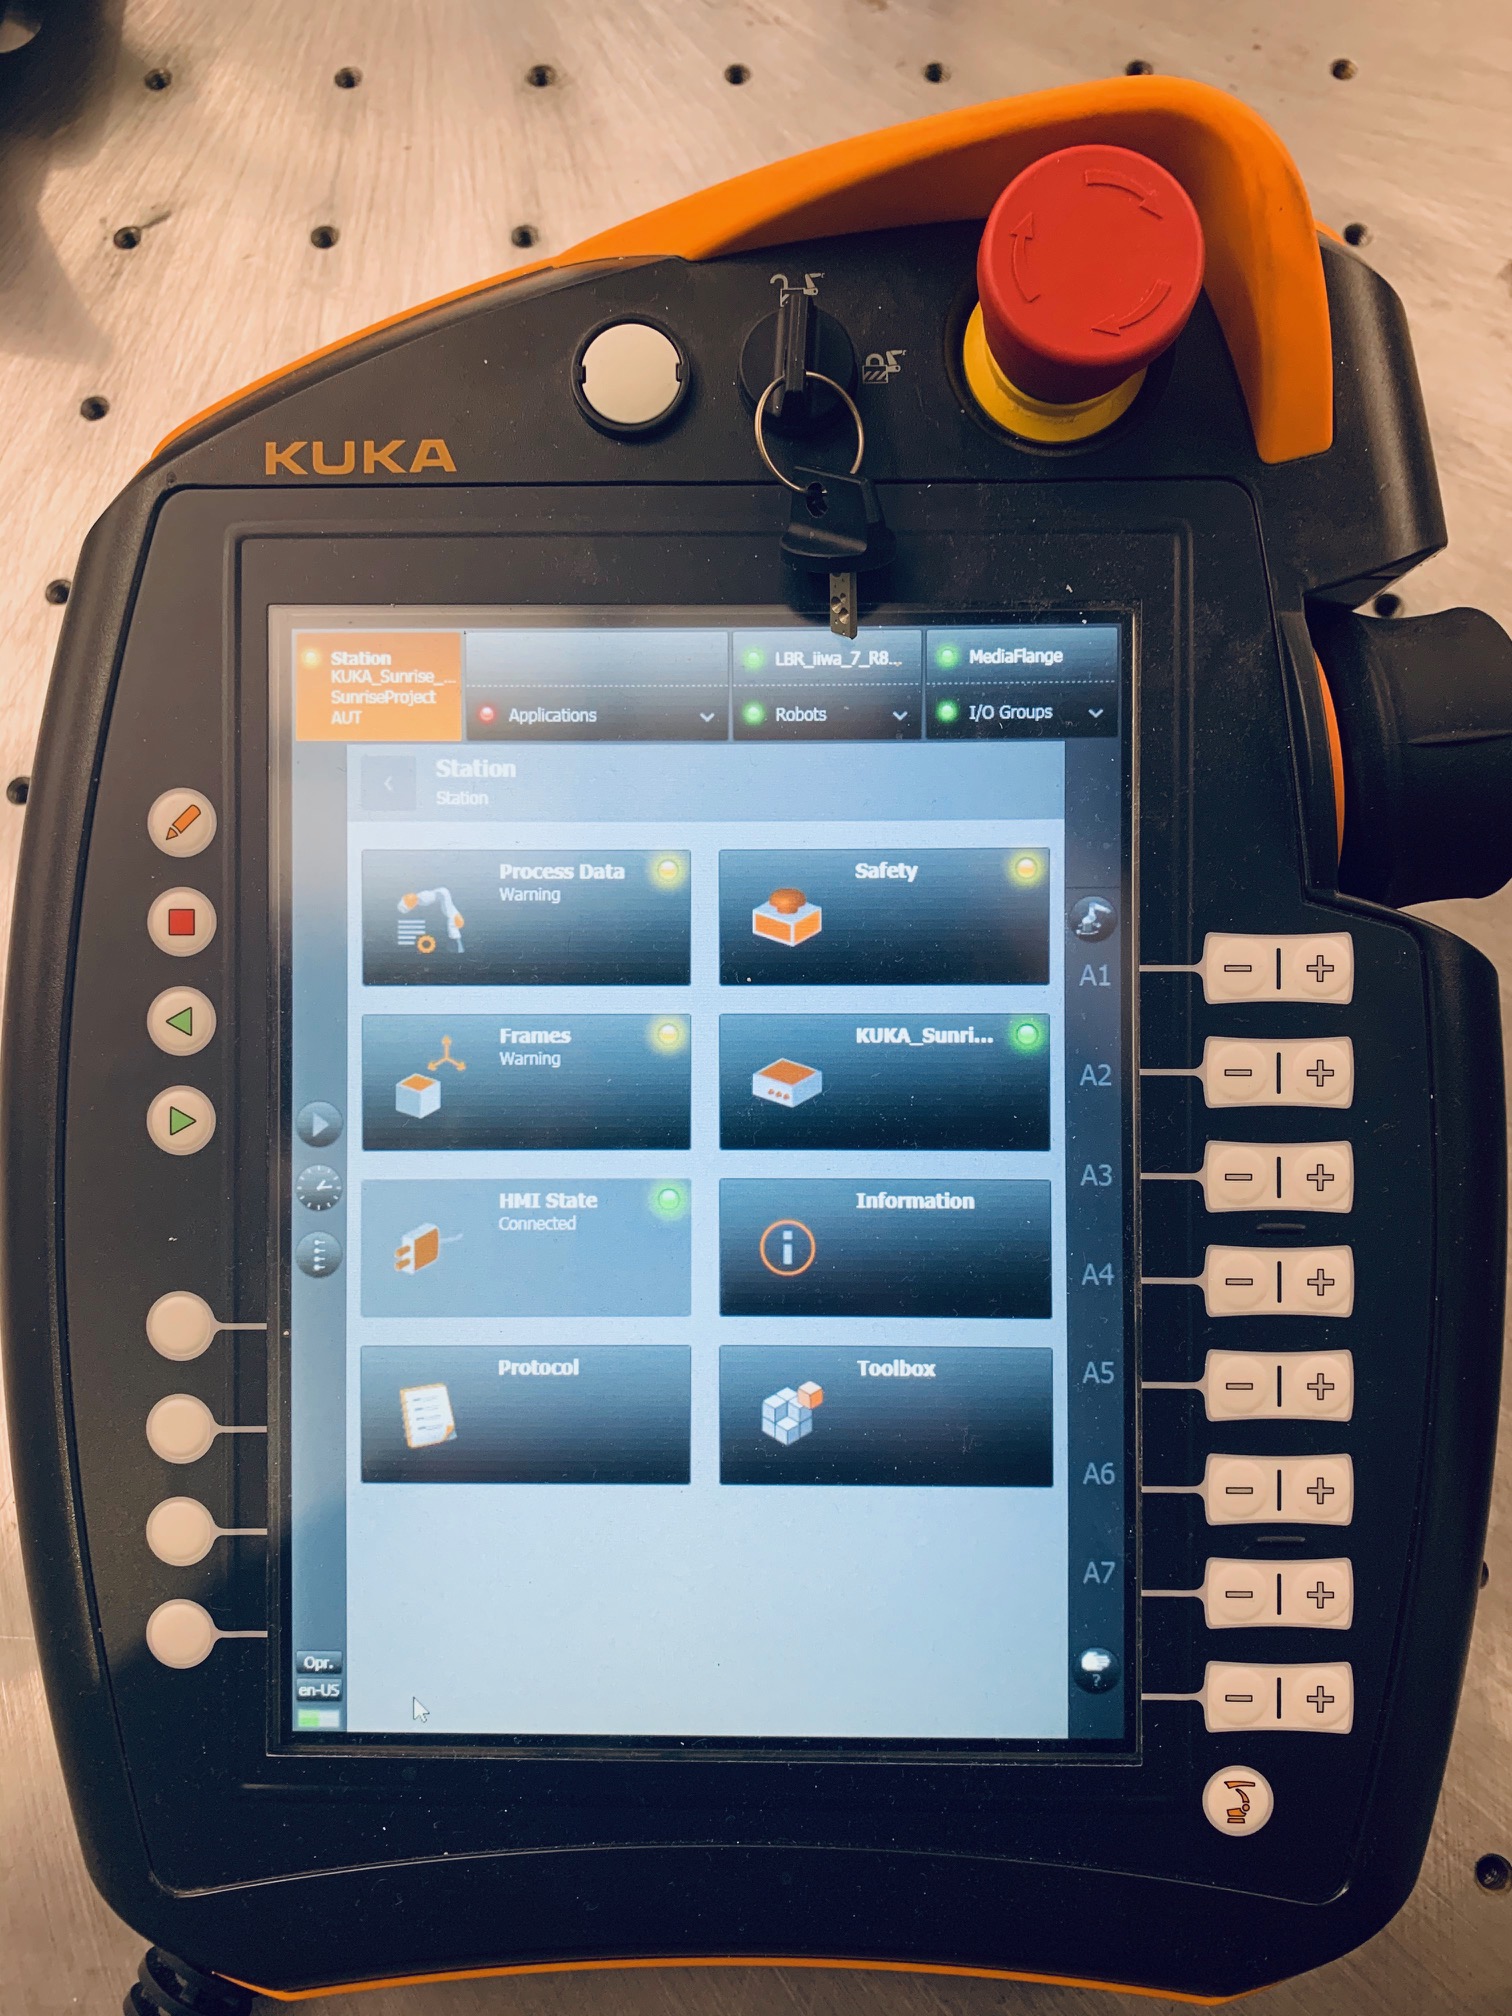 KUKA
Station
KUKA_Sunrise_...
SunriseProject
AUT
Applications
LBR_iiwa_7_R8...
Robots
MediaFlange
I/O Groups
Station
Station
Process Data
Warning
Safety
Frames
Warning
KUKA_Sunri...
HMI State
Connected
Information
Protocol
Toolbox
A1
A2
A3
A4
A5
A6
A7
Opr.
en-US
?